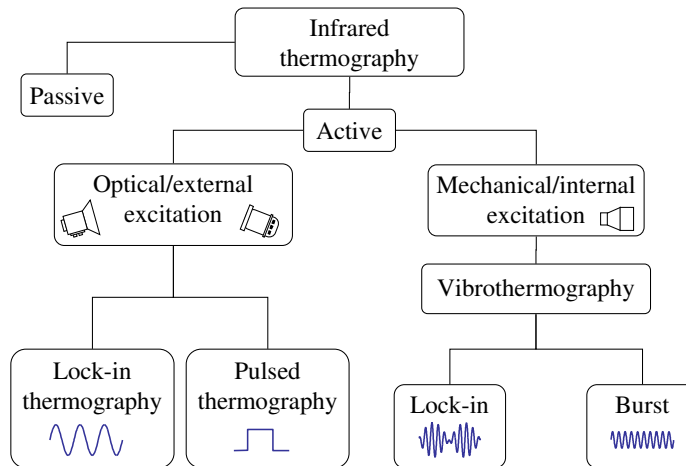 Infrared
thermography
Passive
Active
Optical/external
excitation
Mechanical/internal
excitation
Vibrothermography
Lock-in
thermography
Pulsed
thermography
Lock-in
Burst